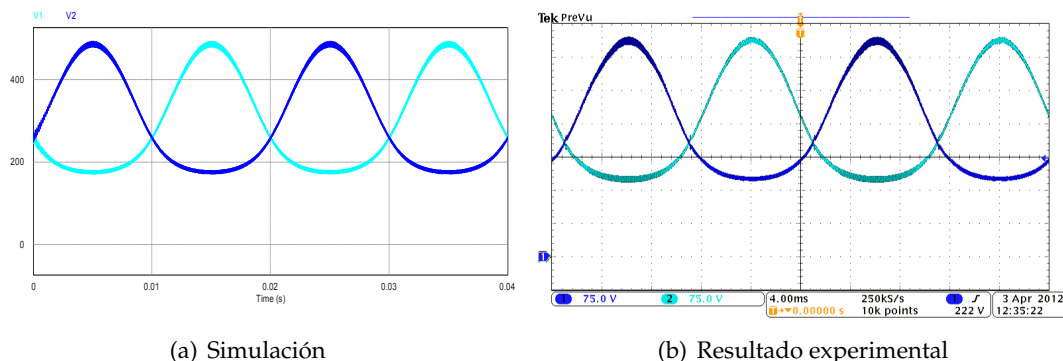 V1 V2
400
200
0
0 0.01 0.02 0.03 0.04
Time (s)
(a) Simulación
Tek PreVu
T
T
1
1 75.0 V 2 75.0 V 4.00ms 250kS/s 1 3 Apr 2012
T→▼0.00000 s 10k points 222 V 12:35:22
(b) Resultado experimental